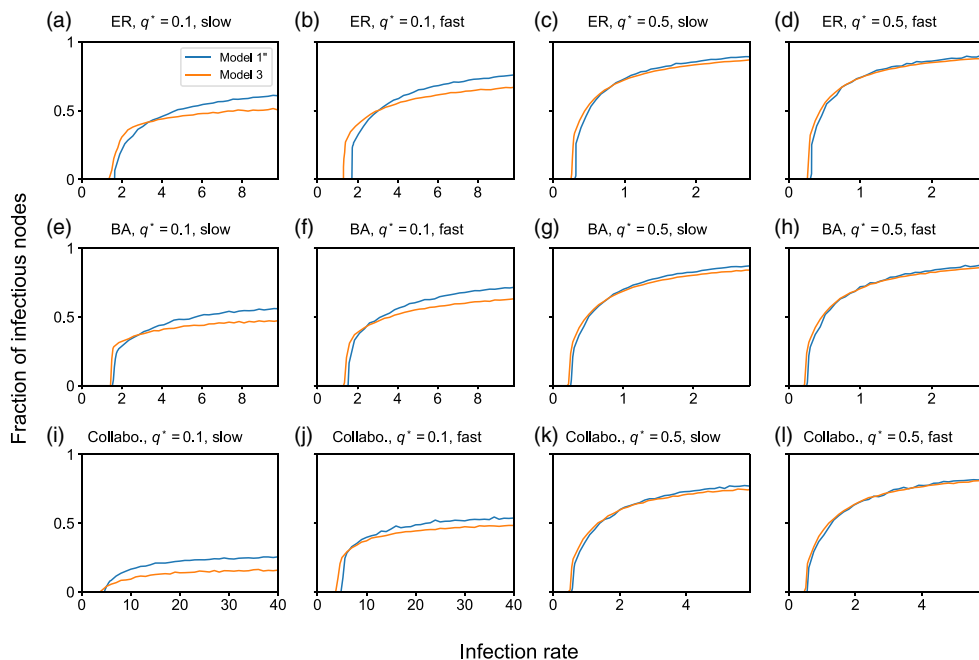 (a) ER, q* = 0.1, slow
(b) ER, q* = 0.1, fast
(c) ER, q* = 0.5, slow
(d) ER, q* = 0.5, fast
1
0.5
0
Model 1"
Model 3
0 2 4 6 8
0 2 4 6 8
0 1 2
0 1 2
(e) BA, q* = 0.1, slow
(f) BA, q* = 0.1, fast
(g) BA, q* = 0.5, slow
(h) BA, q* = 0.5, fast
1
0.5
0
0 2 4 6 8
0 2 4 6 8
0 1 2
0 1 2
(i) Collabo., q* = 0.1, slow
(j) Collabo., q* = 0.1, fast
(k) Collabo., q* = 0.5, slow
(l) Collabo., q* = 0.5, fast
1
0.5
0
0 10 20 30 40
0 10 20 30 40
0 2 4
0 2 4
Fraction of infectious nodes
Infection rate